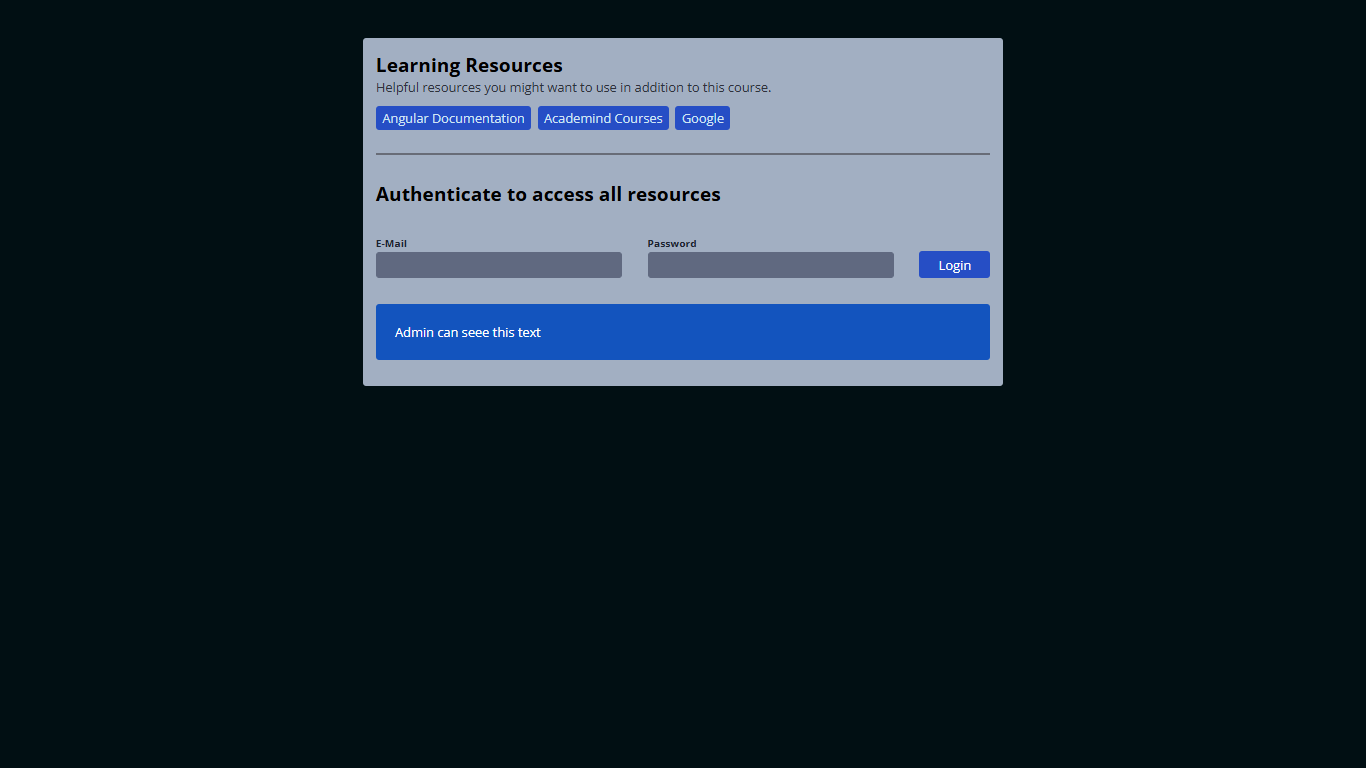 Learning Resources
Helpful resources you might want to use in addition to this course.
Angular Documentation Academind Courses Google
Authenticate to access all resources
E-Mail Password
Login
Admin can seee this text